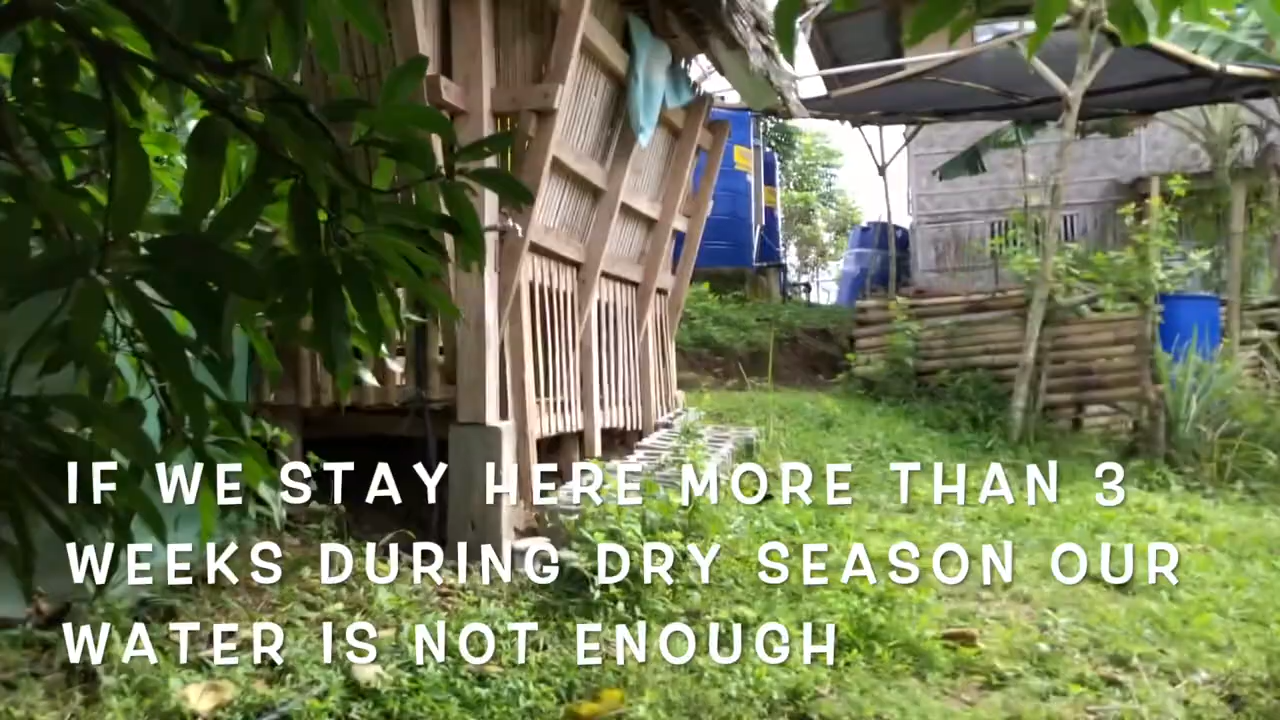 IF WE STAY HERE MORE THAN 3
WEEKS DURING DRY SEASON OUR
WATER IS NOT ENOUGH